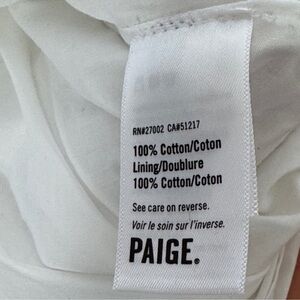 RN#27002 CA#51217
100% Cotton/Coton
Lining/Doublure
100% Cotton/Coton
See care on reverse.
Voir le soin sur l'inverse.
PAIGE.